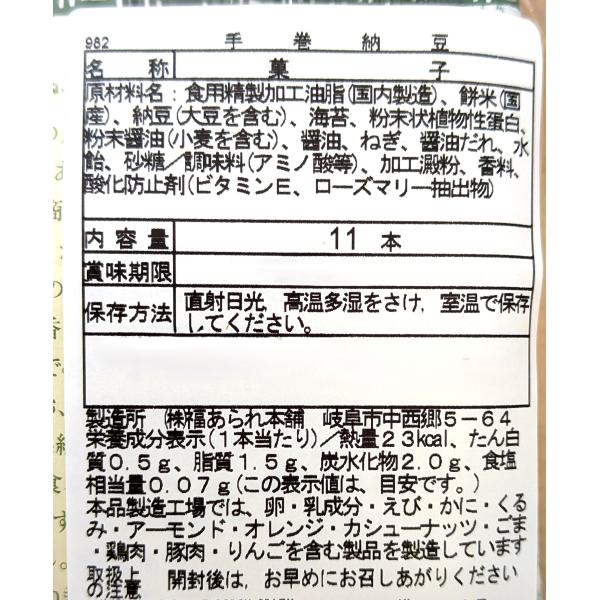 982 手巻納豆
名称 菓子
原材料名：食用精製加工油脂(国内製造)、餅米(国
産)、納豆(大豆を含む)、海苔、粉末状植物性蛋白、
粉末醤油(小麦を含む)、醤油、ねぎ、醤油だれ、水
飴、砂糖／調味料(アミノ酸等)、加工澱粉、香料、
酸化防止剤(ビタミンE、ローズマリー抽出物)
内容量 11 本
賞味期限
保存方法 直射日光，高温多湿をさけ，室温で保存
してください。
製造所 (株)福あられ本舗 岐阜市中西郷5－64
栄養成分表示(1本当たり)／熱量23kcal、たん白
質0.5g、脂質1.5g、炭水化物2.0g、食塩
相当量0.07g(この表示値は、目安です。)
本品製造工場では、卵・乳成分・えび・かに・くる
み・アーモンド・オレンジ・カシューナッツ・ごま
・鶏肉・豚肉・りんごを含む製品を製造しています
取扱上の注意 開封後は、お早めにお召しあがりください